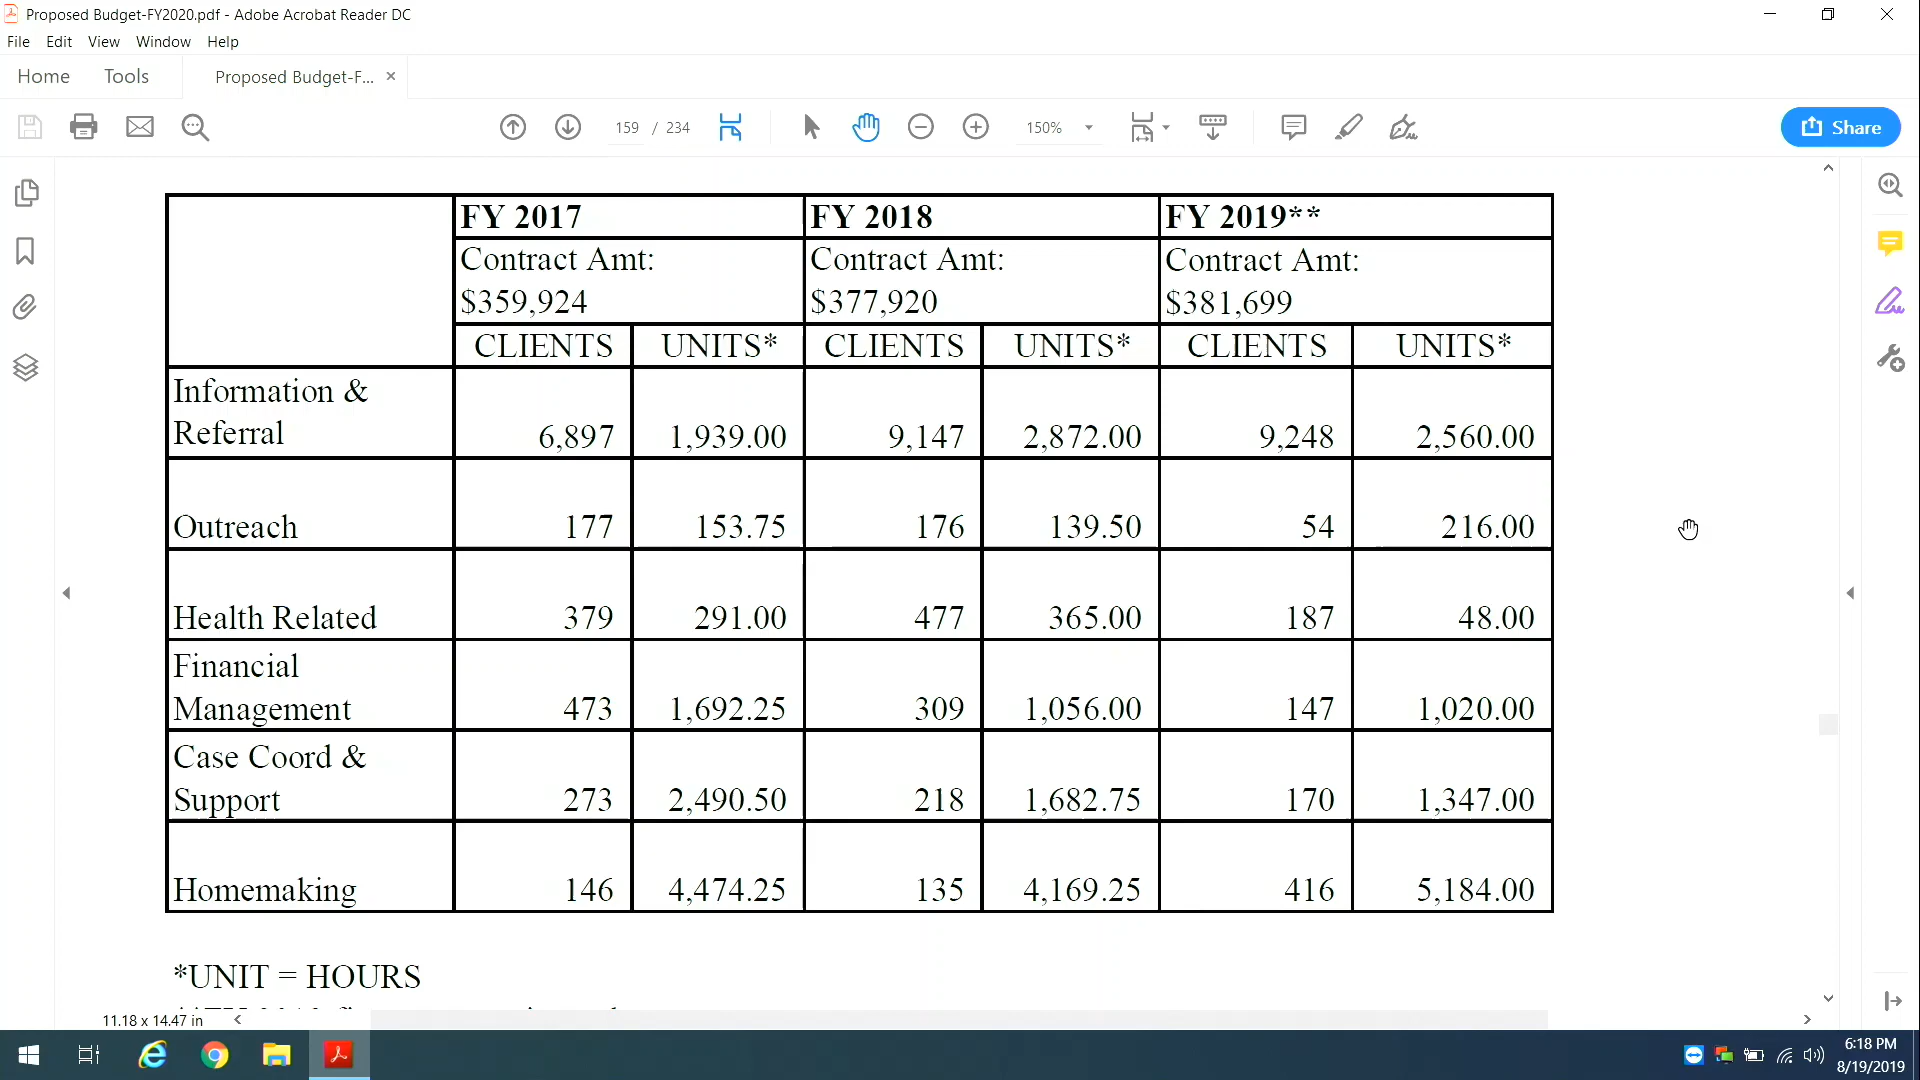 Proposed Budget-FY2020.pdf - Adobe Acrobat Reader DC
File Edit View Window Help
Home Tools Proposed Budget-F... ×
159 / 234 150% Share
FY 2017 FY 2018 FY 2019**
Contract Amt: Contract Amt: Contract Amt:
$359,924 $377,920 $381,699
CLIENTS UNITS* CLIENTS UNITS* CLIENTS UNITS*
Information &
Referral 6,897 1,939.00 9,147 2,872.00 9,248 2,560.00
Outreach 177 153.75 176 139.50 54 216.00
Health Related 379 291.00 477 365.00 187 48.00
Financial
Management 473 1,692.25 309 1,056.00 147 1,020.00
Case Coord &
Support 273 2,490.50 218 1,682.75 170 1,347.00
Homemaking 146 4,474.25 135 4,169.25 416 5,184.00
*UNIT = HOURS
11.18 x 14.47 in
6:18 PM
8/19/2019